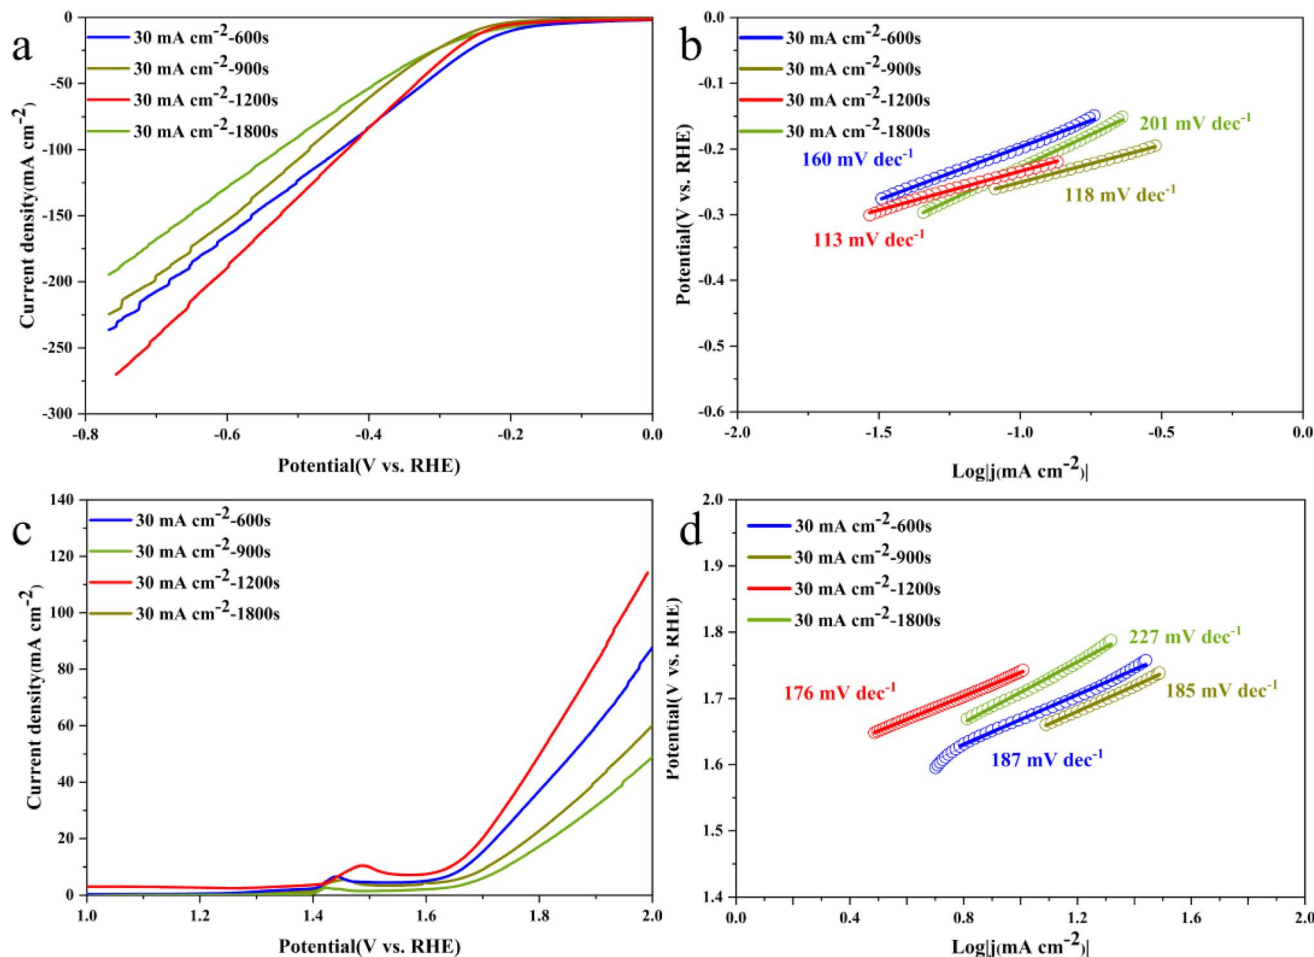 a
30 mA cm⁻²-600s
30 mA cm⁻²-900s
30 mA cm⁻²-1200s
30 mA cm⁻²-1800s
Current density(mA cm⁻²)
0
-50
-100
-150
-200
-250
-300
-0.8
-0.6
-0.4
-0.2
0.0
Potential(V vs. RHE)
b
30 mA cm⁻²-600s
30 mA cm⁻²-900s
30 mA cm⁻²-1200s
30 mA cm⁻²-1800s
201 mV dec⁻¹
160 mV dec⁻¹
118 mV dec⁻¹
113 mV dec⁻¹
Potential(V vs. RHE)
-0.0
-0.1
-0.2
-0.3
-0.4
-0.5
-0.6
-2.0
-1.5
-1.0
-0.5
0.0
Log|j(mA cm⁻²)|
c
30 mA cm⁻²-600s
30 mA cm⁻²-900s
30 mA cm⁻²-1200s
30 mA cm⁻²-1800s
Current density(mA cm⁻²)
140
120
100
80
60
40
20
0
1.0
1.2
1.4
1.6
1.8
2.0
Potential(V vs. RHE)
d
30 mA cm⁻²-600s
30 mA cm⁻²-900s
30 mA cm⁻²-1200s
30 mA cm⁻²-1800s
227 mV dec⁻¹
176 mV dec⁻¹
185 mV dec⁻¹
187 mV dec⁻¹
Potential(V vs. RHE)
2.0
1.9
1.8
1.7
1.6
1.5
1.4
0.0
0.4
0.8
1.2
1.6
2.0
Log|j(mA cm⁻²)|